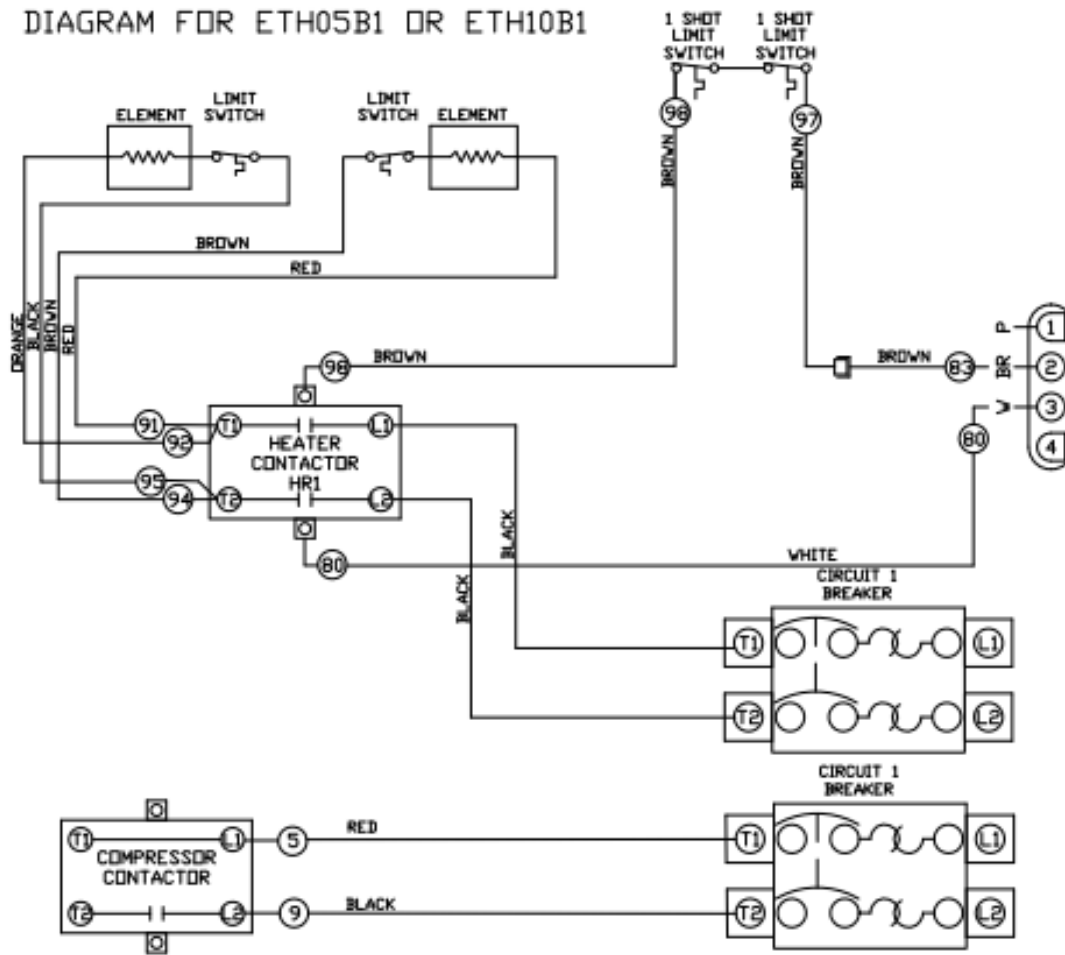 DIAGRAM FOR ETH05B1 OR ETH10B1
1 SHOT
LIMIT
SWITCH
1 SHOT
LIMIT
SWITCH
ELEMENT
LIMIT
SWITCH
LIMIT
SWITCH
ELEMENT
98
97
BROWN
BROWN
BROWN
RED
ORANGE
BLACK
BROWN
RED
BROWN
98
BROWN
83
P
BR
W
1
2
3
4
80
91
92
95
94
T1
L1
HEATER
CONTACTOR
HR1
T2
L2
80
BLACK
BLACK
WHITE
CIRCUIT 1
BREAKER
T1
L1
T2
L2
CIRCUIT 1
BREAKER
T1
L1
T2
L2
T1
L1
5
RED
COMPRESSOR
CONTACTOR
T2
L2
9
BLACK